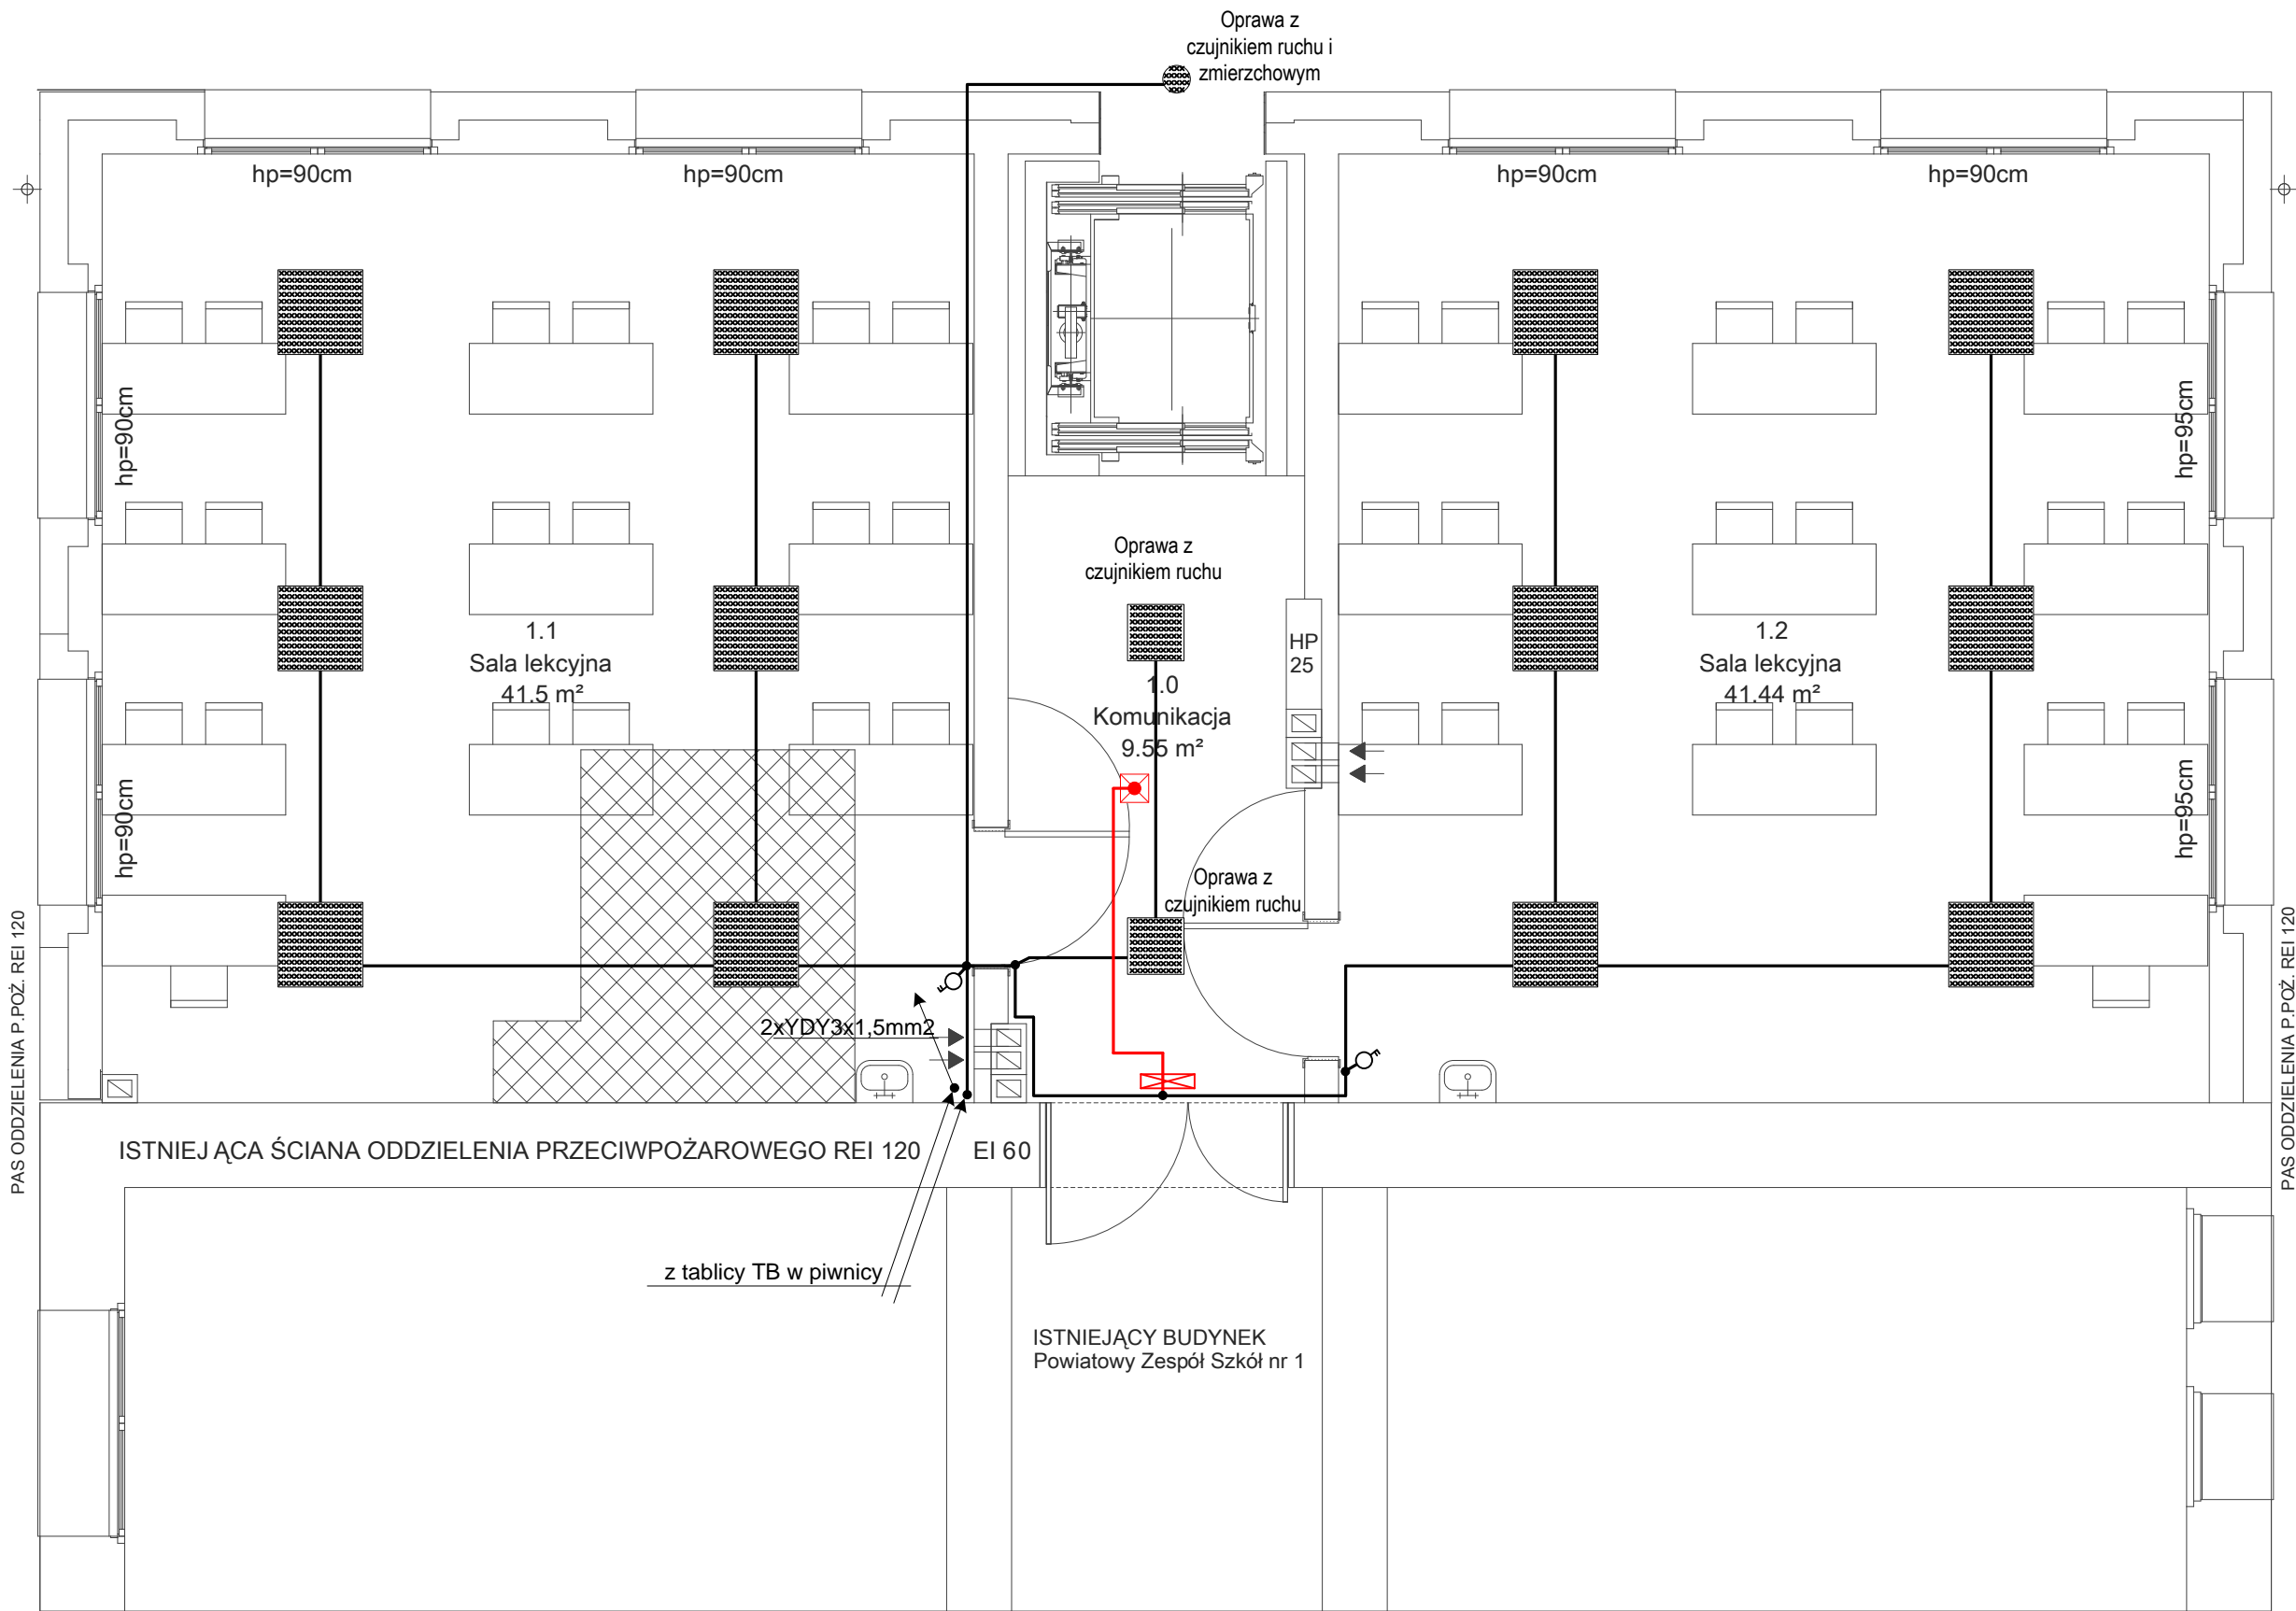 Oprawa z
czujnikiem ruchu i
zmierzchowym
hp=90cm
hp=90cm
hp=90cm
hp=90cm
hp=90cm
hp=95cm
Oprawa z
czujnikiem ruchu
1.1
Sala lekcyjna
41.5 m²
HP
25
1.2
Sala lekcyjna
41.44 m²
1.0
Komunikacja
9.55 m²
hp=90cm
hp=95cm
Oprawa z
czujnikiem ruchu
PAS ODDZIELENIA P.POŻ. REI 120
PAS ODDZIELENIA P.POŻ. REI 120
2xYDY3x1,5mm2
ISTNIEJĄCA ŚCIANA ODDZIELENIA PRZECIWPOŻAROWEGO REI 120
EI 60
z tablicy TB w piwnicy
ISTNIEJĄCY BUDYNEK
Powiatowy Zespół Szkół nr 1